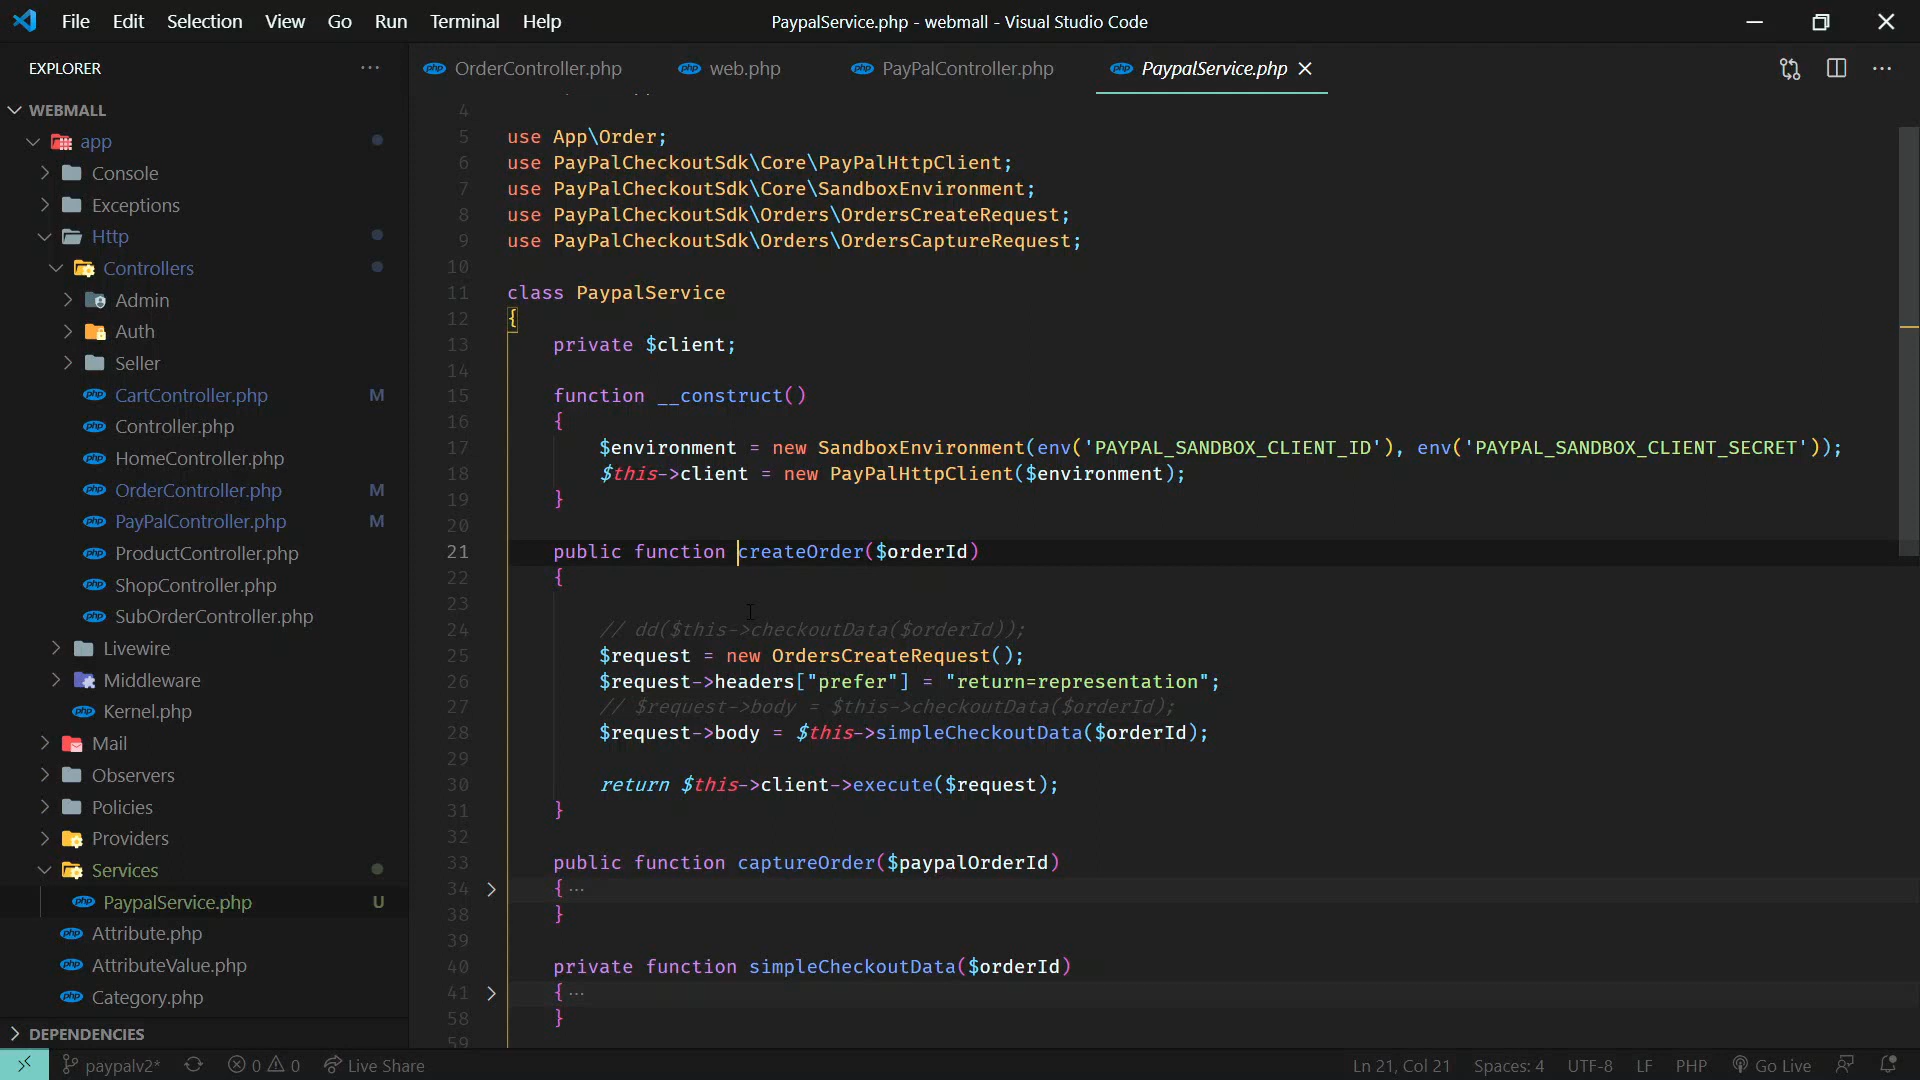 File Edit Selection View Go Run Terminal Help
PaypalService.php - webmall - Visual Studio Code
EXPLORER
OrderController.php
web.php
PayPalController.php
PaypalService.php
WEBMALL
app
Console
Exceptions
Http
Controllers
Admin
Auth
Seller
CartController.php M
Controller.php
HomeController.php
OrderController.php M
PayPalController.php M
ProductController.php
ShopController.php
SubOrderController.php
Livewire
Middleware
Kernel.php
Mail
Observers
Policies
Providers
Services
PaypalService.php U
Attribute.php
AttributeValue.php
Category.php
DEPENDENCIES
4
5 use App\Order;
6 use PayPalCheckoutSdk\Core\PayPalHttpClient;
7 use PayPalCheckoutSdk\Core\SandboxEnvironment;
8 use PayPalCheckoutSdk\Orders\OrdersCreateRequest;
9 use PayPalCheckoutSdk\Orders\OrdersCaptureRequest;
10
11 class PaypalService
12 {
13 private $client;
14
15 function __construct()
16 {
17 $environment = new SandboxEnvironment(env('PAYPAL_SANDBOX_CLIENT_ID'), env('PAYPAL_SANDBOX_CLIENT_SECRET'));
18 $this->client = new PayPalHttpClient($environment);
19 }
20
21 public function createOrder($orderId)
22 {
23
24 // dd($this->checkoutData($orderId));
25 $request = new OrdersCreateRequest();
26 $request->headers["prefer"] = "return=representation";
27 // $request->body = $this->checkoutData($orderId);
28 $request->body = $this->simpleCheckoutData($orderId);
29
30 return $this->client->execute($request);
31 }
32
33 public function captureOrder($paypalOrderId)
34 { ...
38 }
39
40 private function simpleCheckoutData($orderId)
41 { ...
58 }
59
paypalv2* 0 0 Live Share
Ln 21, Col 21 Spaces: 4 UTF-8 LF PHP Go Live